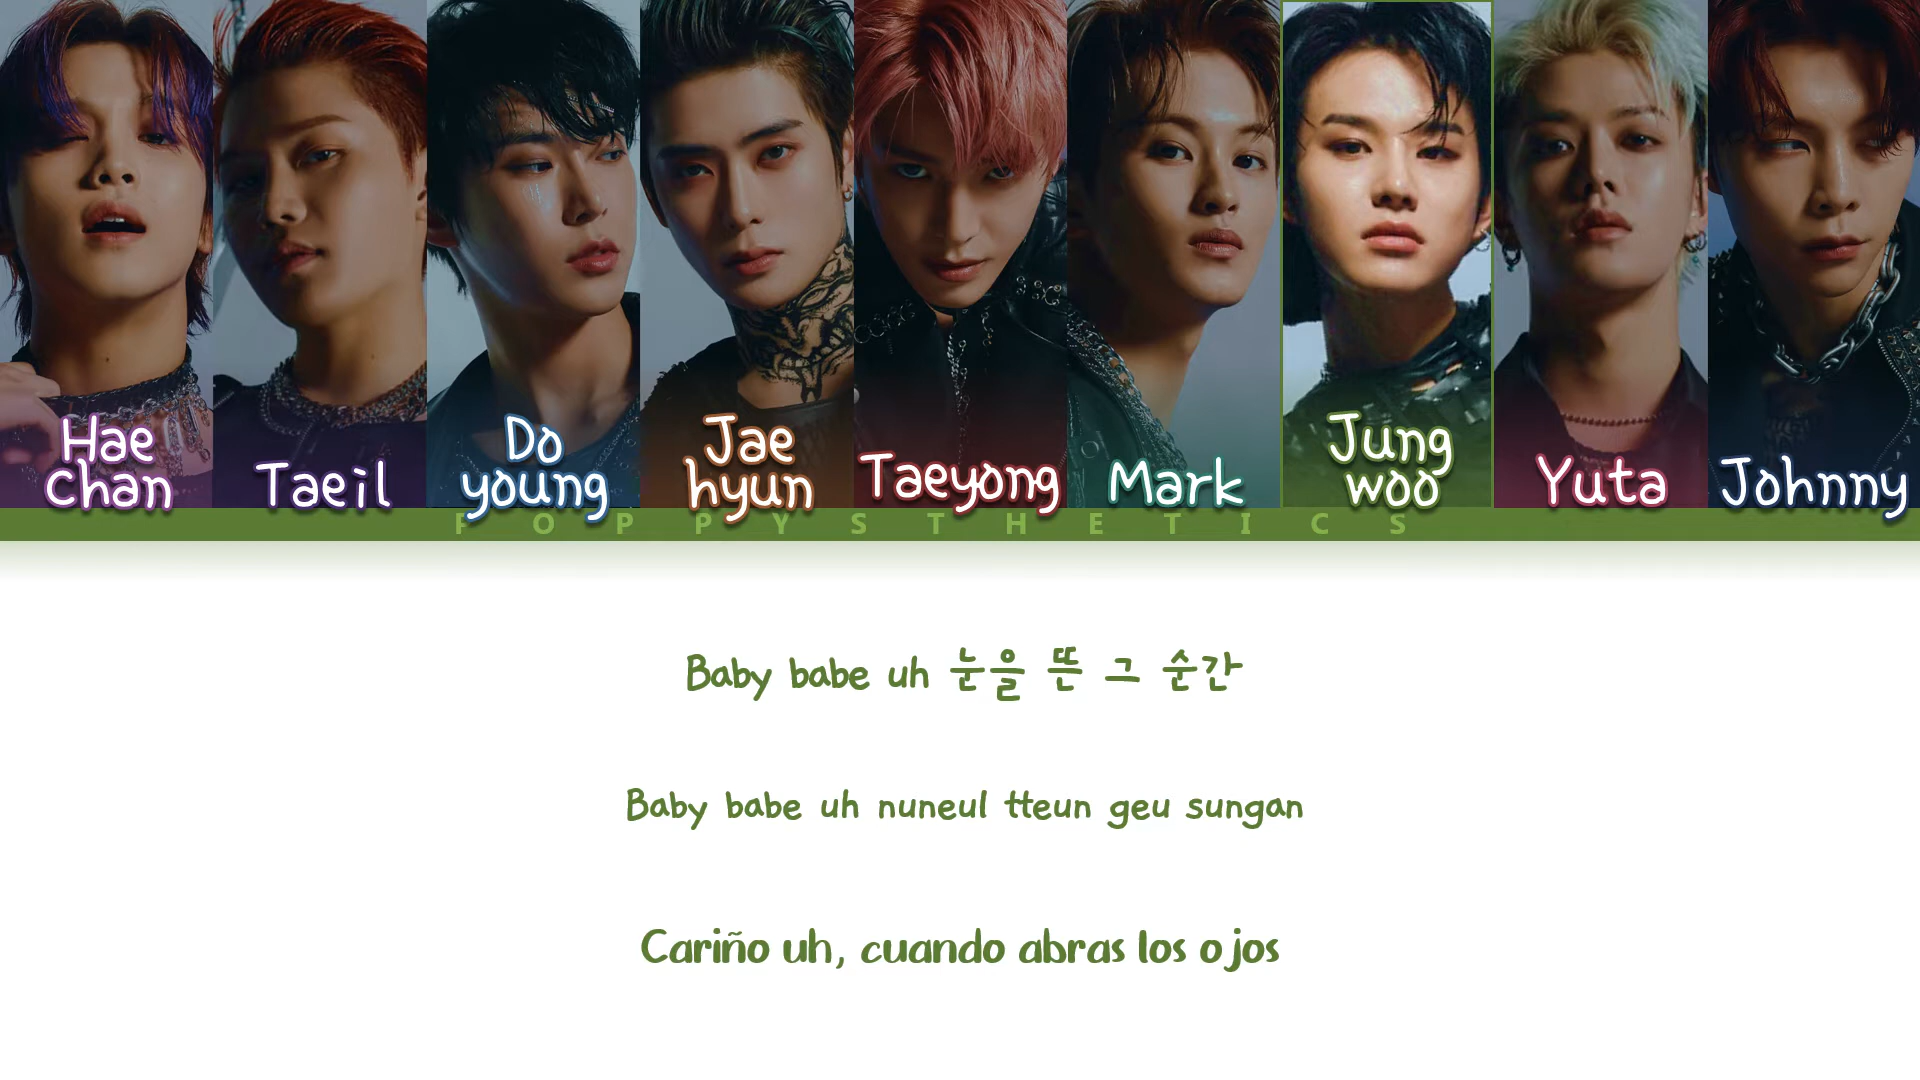 Hae chan
Taeil
Do young
Jae hyun
Taeyong
Mark
Jung woo
Yuta
Johnny
POPPYSTHETICS
Baby babe uh 눈을 뜬 그 순간
Baby babe uh nuneul tteun geu sungan
Cariño uh, cuando abras los ojos